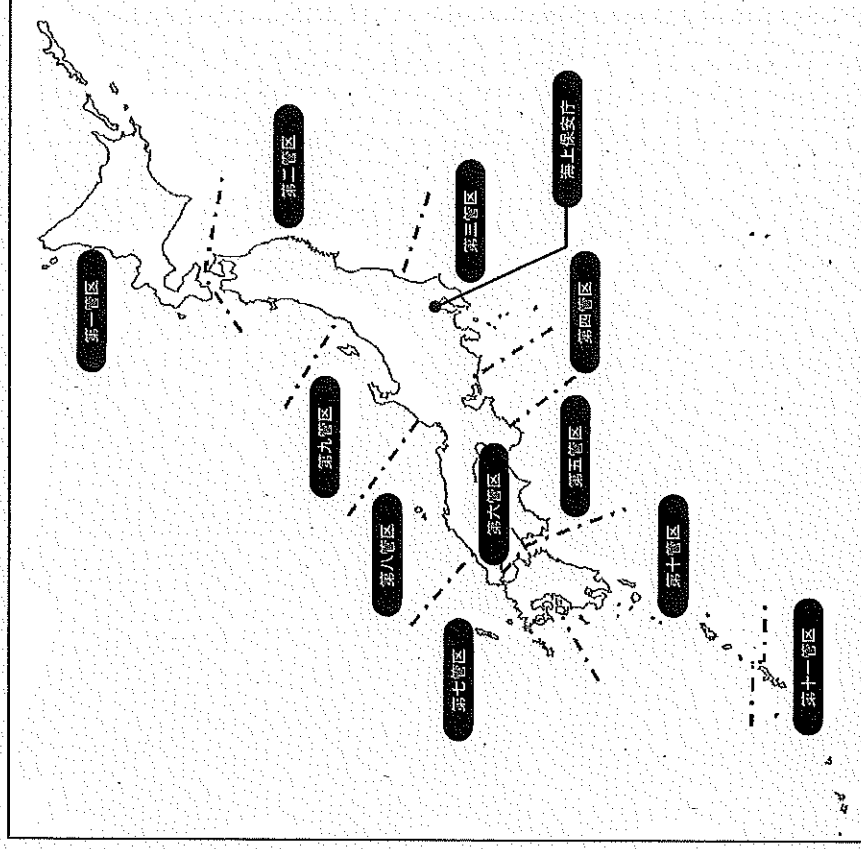 第一管区
第二管区
第三管区
海上保安庁
第四管区
第五管区
第六管区
第七管区
第八管区
第九管区
第十管区
第十一管区